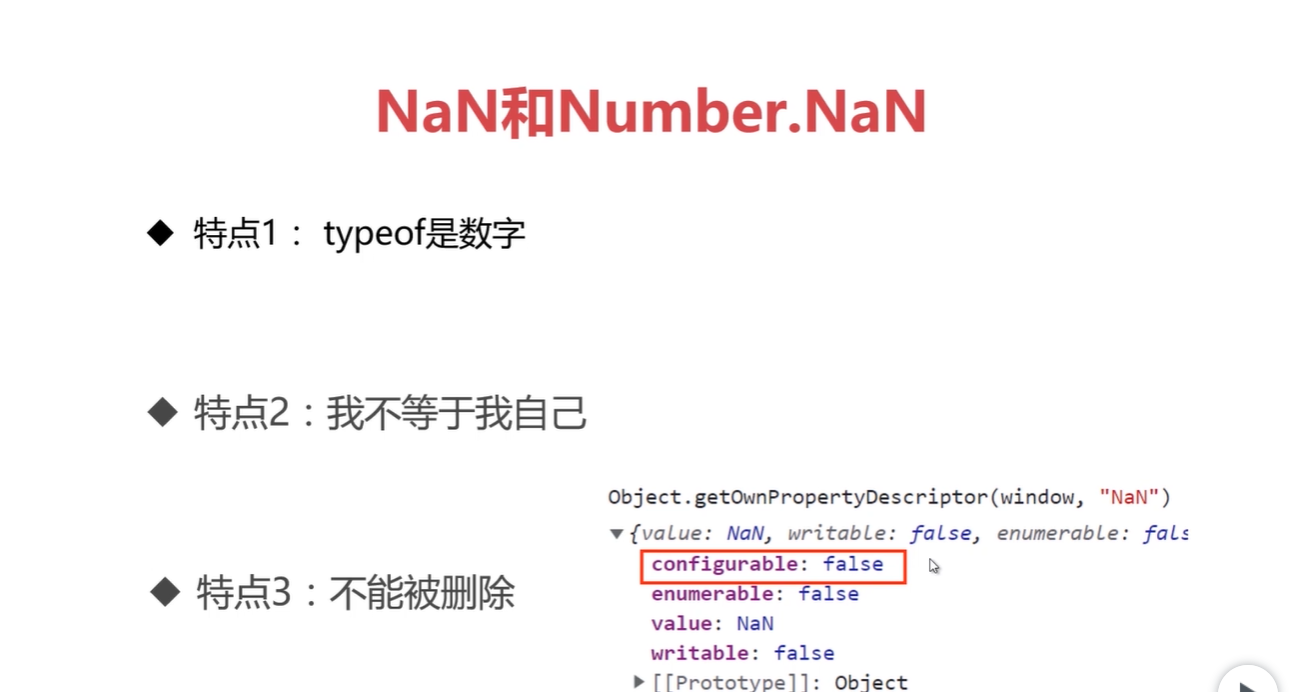 NaN和Number.NaN
◆ 特点1： typeof是数字
◆ 特点2：我不等于我自己
◆ 特点3：不能被删除
Object.getOwnPropertyDescriptor(window, "NaN")
▼{value: NaN, writable: false, enumerable: fals
configurable: false
enumerable: false
value: NaN
writable: false
▶[[Prototype]]: Object